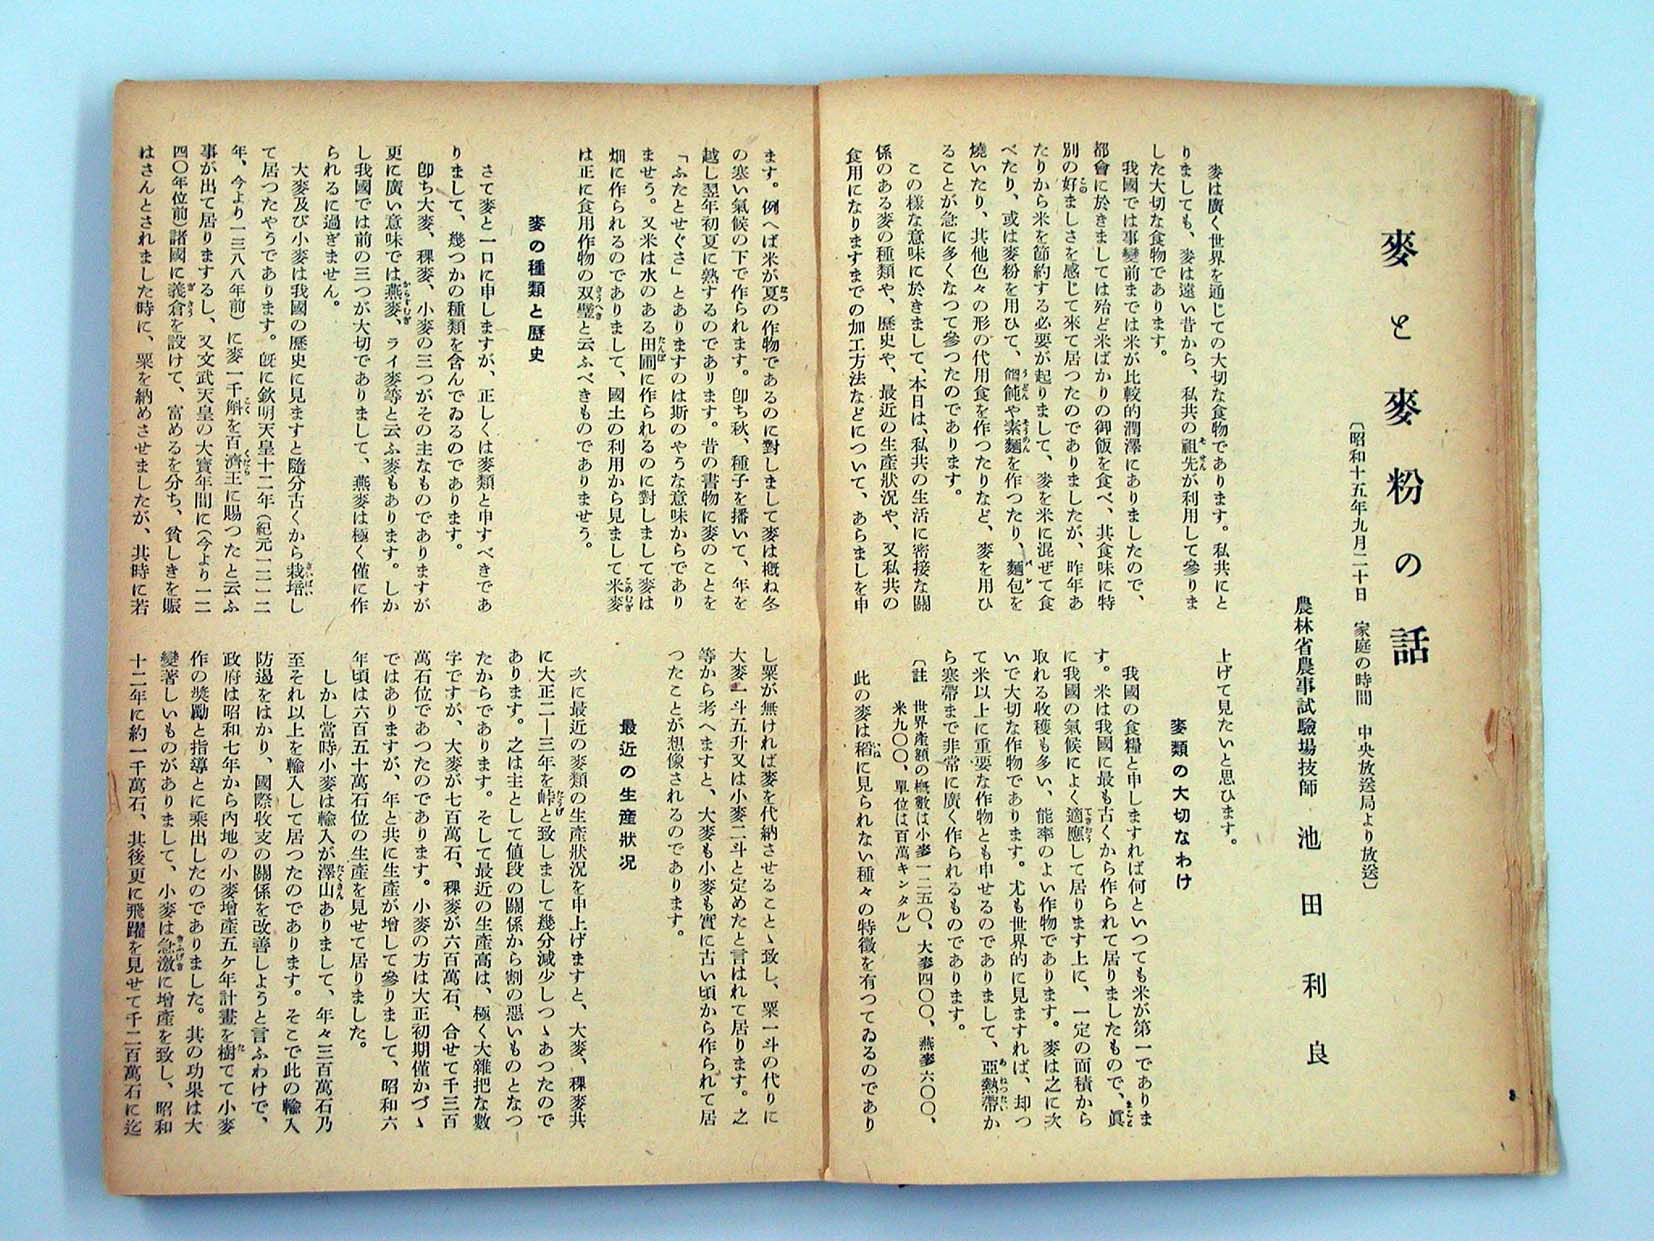 麥と麥粉の話
〔昭和十五年九月二十日　家庭の時間　中央放送局より放送〕
農林省農事試驗場技師　池田利良
麥は廣く世界を通じての大切な食物であります。私共にと
りましても、麥は遠い昔から、私共の祖先が利用して參りま
した大切な食物であります。
我國では事變前までは米が比較的潤澤にありましたので、
都會に於きましては殆ど米ばかりの御飯を食べ、共食味に特
別の好ましさを感じて來て居つたのでありましたが、昨年あ
たりから米を節約する必要が起りまして、麥を米に混ぜて食
べたり、或は麥粉を用ひて、饂飩や素麵を作つたり、麵包を
燒いたり、其他色々の形の代用食を作つたりなど、麥を用ひ
ることが急に多くなつて參つたのであります。
この樣な意味に於きまして、本日は、私共の生活に密接な關
係のある麥の種類や、歷史や、最近の生產狀況や、又私共の
食用になりますまでの加工方法などについて、あらましを申
上げて見たいと思ひます。
麥類の大切なわけ
我國の食糧と申しますれば何といつても米が第一でありま
す。米は我國に最も古くから作られて居りましたもので、眞
に我國の氣候によく適應して居ります上に、一定の面積から
取れる收穫も多い、能率のよい作物であります。麥は之に次
いで大切な作物であります。尤も世界的に見ますれば、却つ
て米以上に重要な作物とも申せるのでありまして、亞熱帶か
ら寒帶まで非常に廣く作られるものであります。
〔註　世界產額の槪數は小麥一二五〇、大麥四〇〇、燕麥六〇〇、
米九〇〇、單位は百萬キンタル〕
此の麥は稻に見られない種々の特徵を有つてゐるのであり
ます。例へば米が夏の作物であるのに對しまして麥は槪ね冬
の寒い氣候の下で作られます。卽ち秋、種子を播いて、年を
越し翌年初夏に熟するのであります。昔の書物に麥のことを
「ふたとせぐさ」とありますのは斯のやうな意味からであり
ませう。又米は水のある田圃に作られるのに對しまして麥は
畑に作られるのでありまして、國土の利用から見まして米麥
は正に食用作物の双璧と云ふべきものでありませう。
麥の種類と歷史
さて麥と一口に申しますが、正しくは麥類と申すべきであ
りまして、幾つかの種類を含んでゐるのであります。
卽ち大麥、稞麥、小麥の三つがその主なものでありますが
更に廣い意味では燕麥、ライ麥等と云ふ麥もあります。しか
し我國では前の三つが大切でありまして、燕麥は極く僅に作
られるに過ぎません。
大麥及び小麥は我國の歷史に見ますと隨分古くから栽培し
て居つたやうであります。旣に欽明天皇十二年（紀元一二一二
年、今より一三八八年前）に麥一千斛を百濟王に賜つたと云ふ
事が出て居りまするし、又文武天皇の大寶年間に（今より一二
四〇年位前）諸國に義倉を設けて、富めるを分ち、貧しきを賑
はさんとされました時に、粟を納めさせましたが、其時に若
し粟が無ければ麥を代納させることゝ致し、粟一斗の代りに
大麥一斗五升又は小麥二斗と定めたと言はれて居ります。之
等から考へますと、大麥も小麥も實に古い頃から作られて居
つたことが想像されるのであります。
最近の生產狀況
次に最近の麥類の生產狀況を申上げますと、大麥、稞麥共
に大正二―三年を峠と致しまして幾分減少しつゝあつたので
あります。之は主として値段の關係から割の惡いものとなつ
たからであります。そして最近の生產高は、極く大雜把な數
字ですが、大麥が七百萬石、稞麥が六百萬石、合せて千三百
萬石位であつたのであります。小麥の方は大正初期僅かづゝ
ではありますが、年と共に生產が增して參りまして、昭和六
年頃は六百五十萬石位の生產を見せて居りました。
しかし當時小麥は輸入が澤山ありまして、年々三百萬石乃
至それ以上を輸入して居つたのであります。そこで此の輸入
防遏をはかり、國際收支の關係を改善しようと言ふわけで、
政府は昭和七年から內地の小麥增產五ケ年計畫を樹てて小麥
作の奬勵と指導とに乘出したのでありました。其の功果は大
變著しいものがありまして、小麥は急激に增產を致し、昭和
十二年に約一千萬石、其後更に飛躍を見せて千二百萬石に迄